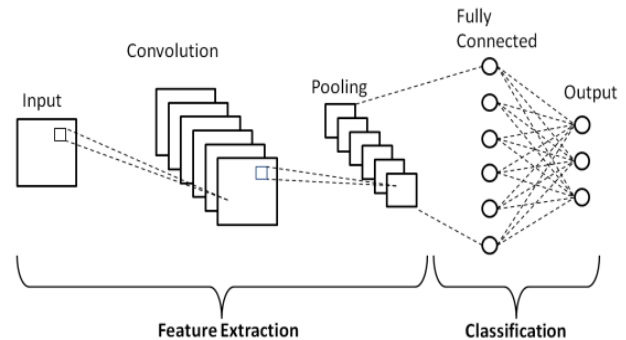 Fully
Connected
Convolution
Pooling
Input
Output
Feature Extraction
Classification